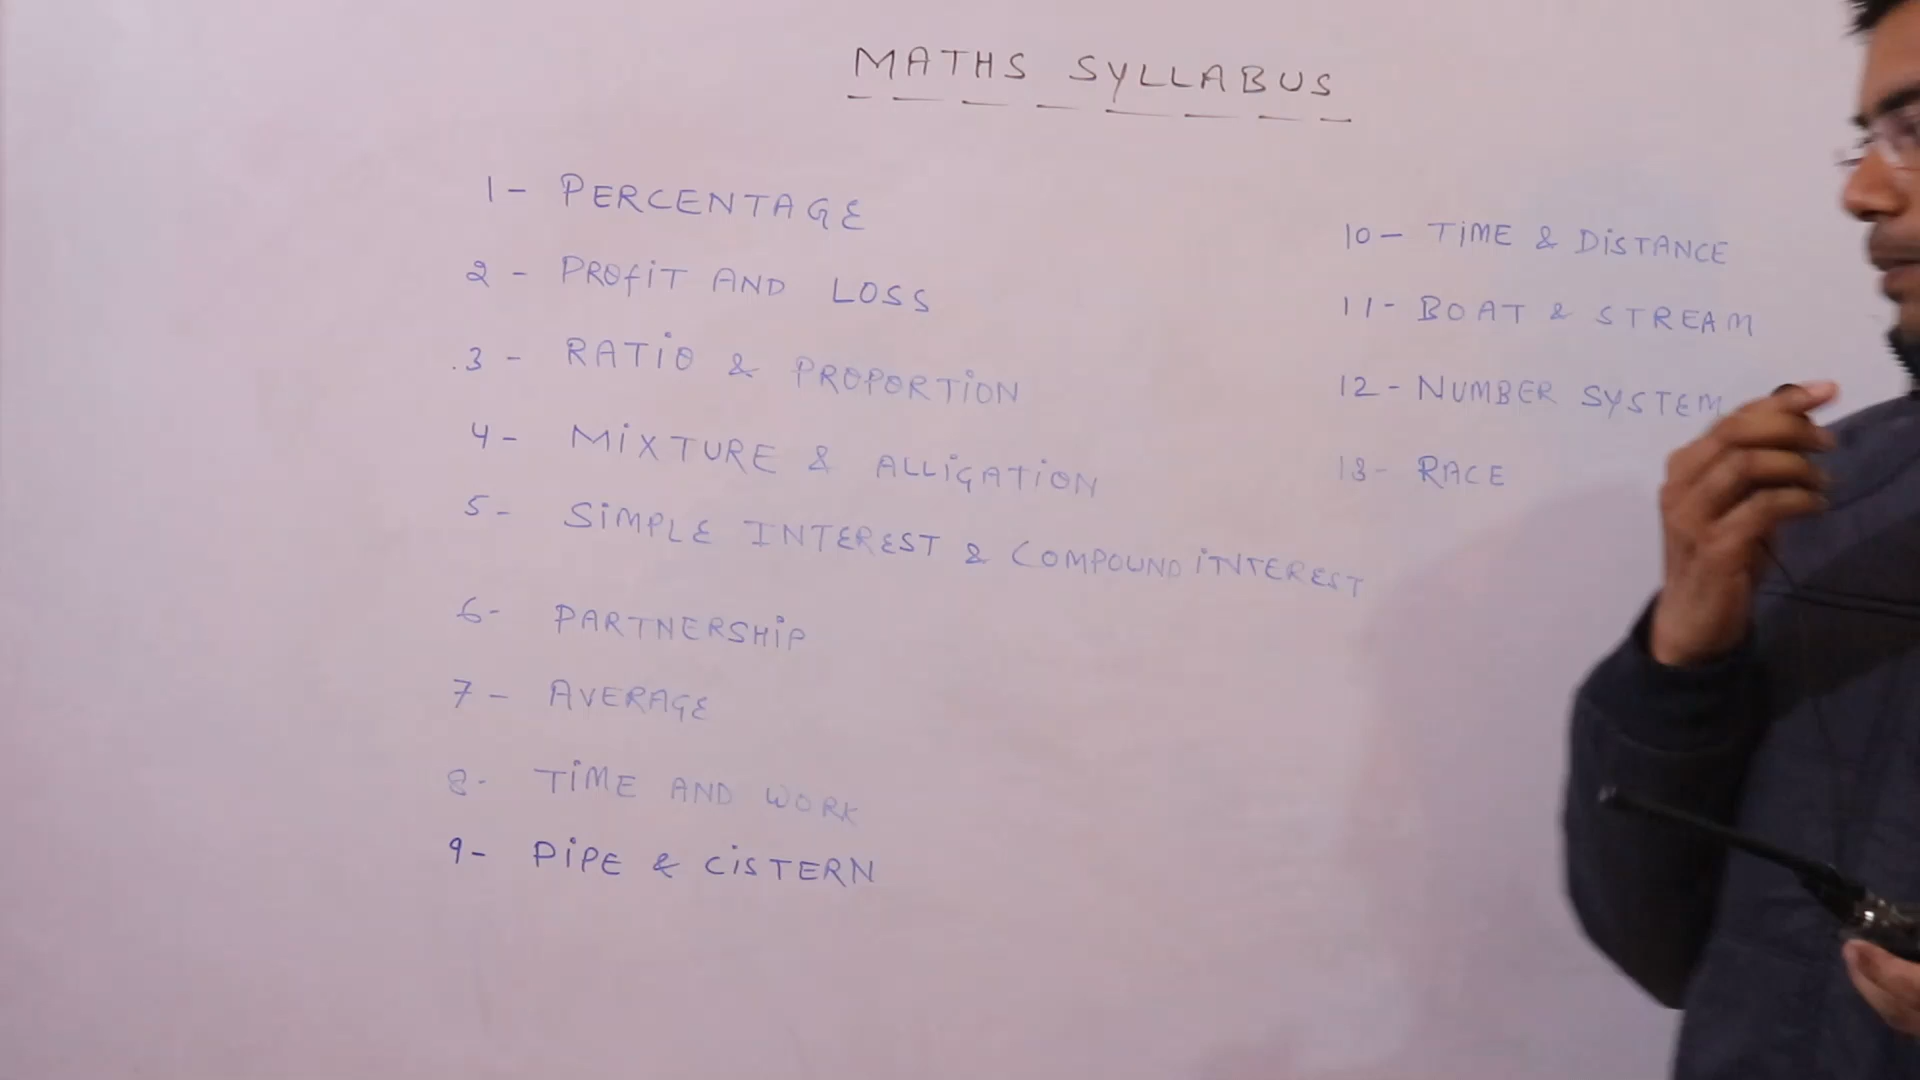 MATHS SYLLABUS
1- PERCENTAGE
2 - PROfiT AND LOSS
3 - RATiO & PROPORTiON
4- MiXTURE & ALLiGATiON
5- SiMPLE INTEREST & COMPOUND iNTEREST
6- PARTNERSHiP
7- AVERAGE
8- TiME AND WORK
9- PiPE & CiSTERN
10- TiME & DiSTANCE
11- BOAT & STREAM
12- NUMBER SYSTEM
13- RACE